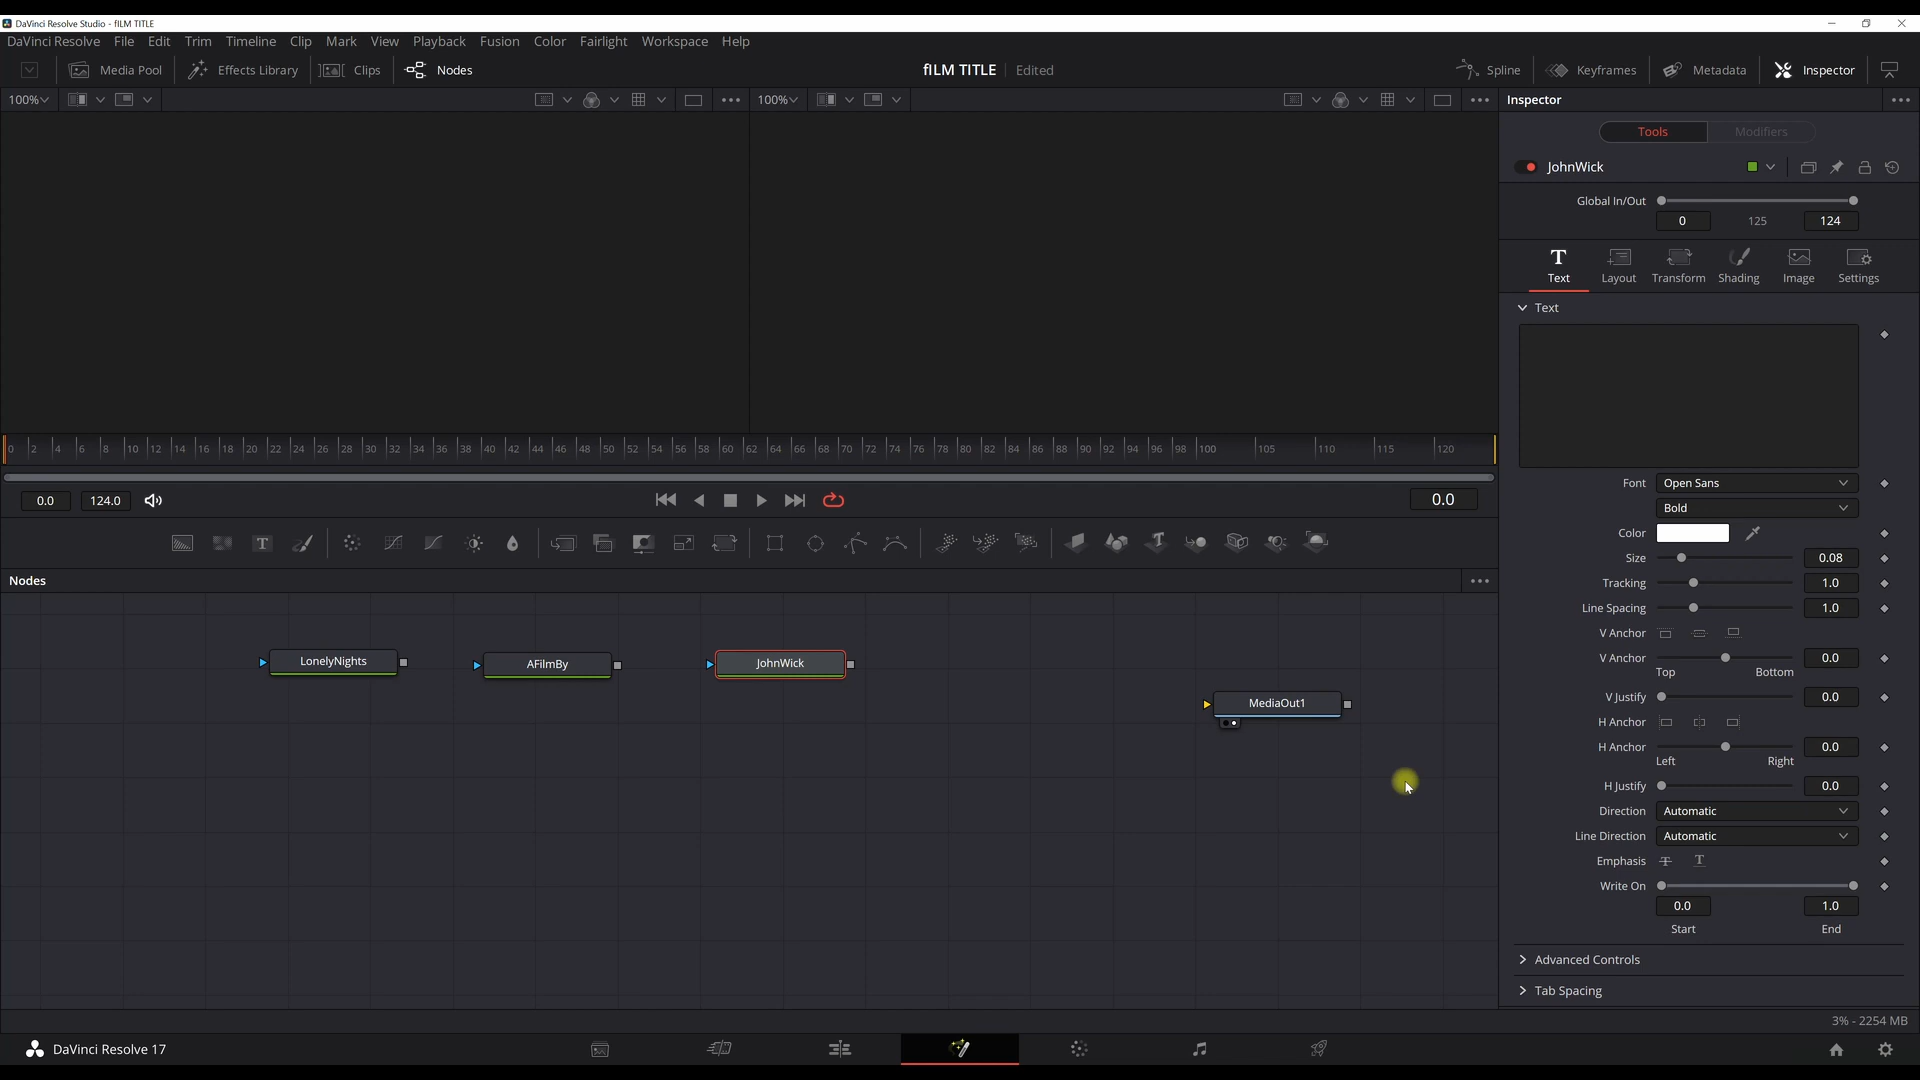 DaVinci Resolve Studio - fILM TITLE
DaVinci Resolve File Edit Trim Timeline Clip Mark View Playback Fusion Color Fairlight Workspace Help
Media Pool Effects Library Clips Nodes fILM TITLE Edited Spline Keyframes Metadata Inspector
100% 100% Inspector
Tools Modifiers
JohnWick
Global In/Out
0 125 124
Text Layout Transform Shading Image Settings
Text
0 2 4 6 8 10 12 14 16 18 20 22 24 26 28 30 32 34 36 38 40 42 44 46 48 50 52 54 56 58 60 62 64 66 68 70 72 74 76 78 80 82 84 86 88 90 92 94 96 98 100 105 110 115 120
Font Open Sans
Bold
0.0 124.0 0.0
Color
Size 0.08
Tracking 1.0
Line Spacing 1.0
Nodes
V Anchor
V Anchor 0.0
Top Bottom
LonelyNights AFilmBy JohnWick
V Justify 0.0
MediaOut1
H Anchor
H Anchor 0.0
Left Right
H Justify 0.0
Direction Automatic
Line Direction Automatic
Emphasis
Write On
0.0 1.0
Start End
Advanced Controls
Tab Spacing
3% - 2254 MB
DaVinci Resolve 17